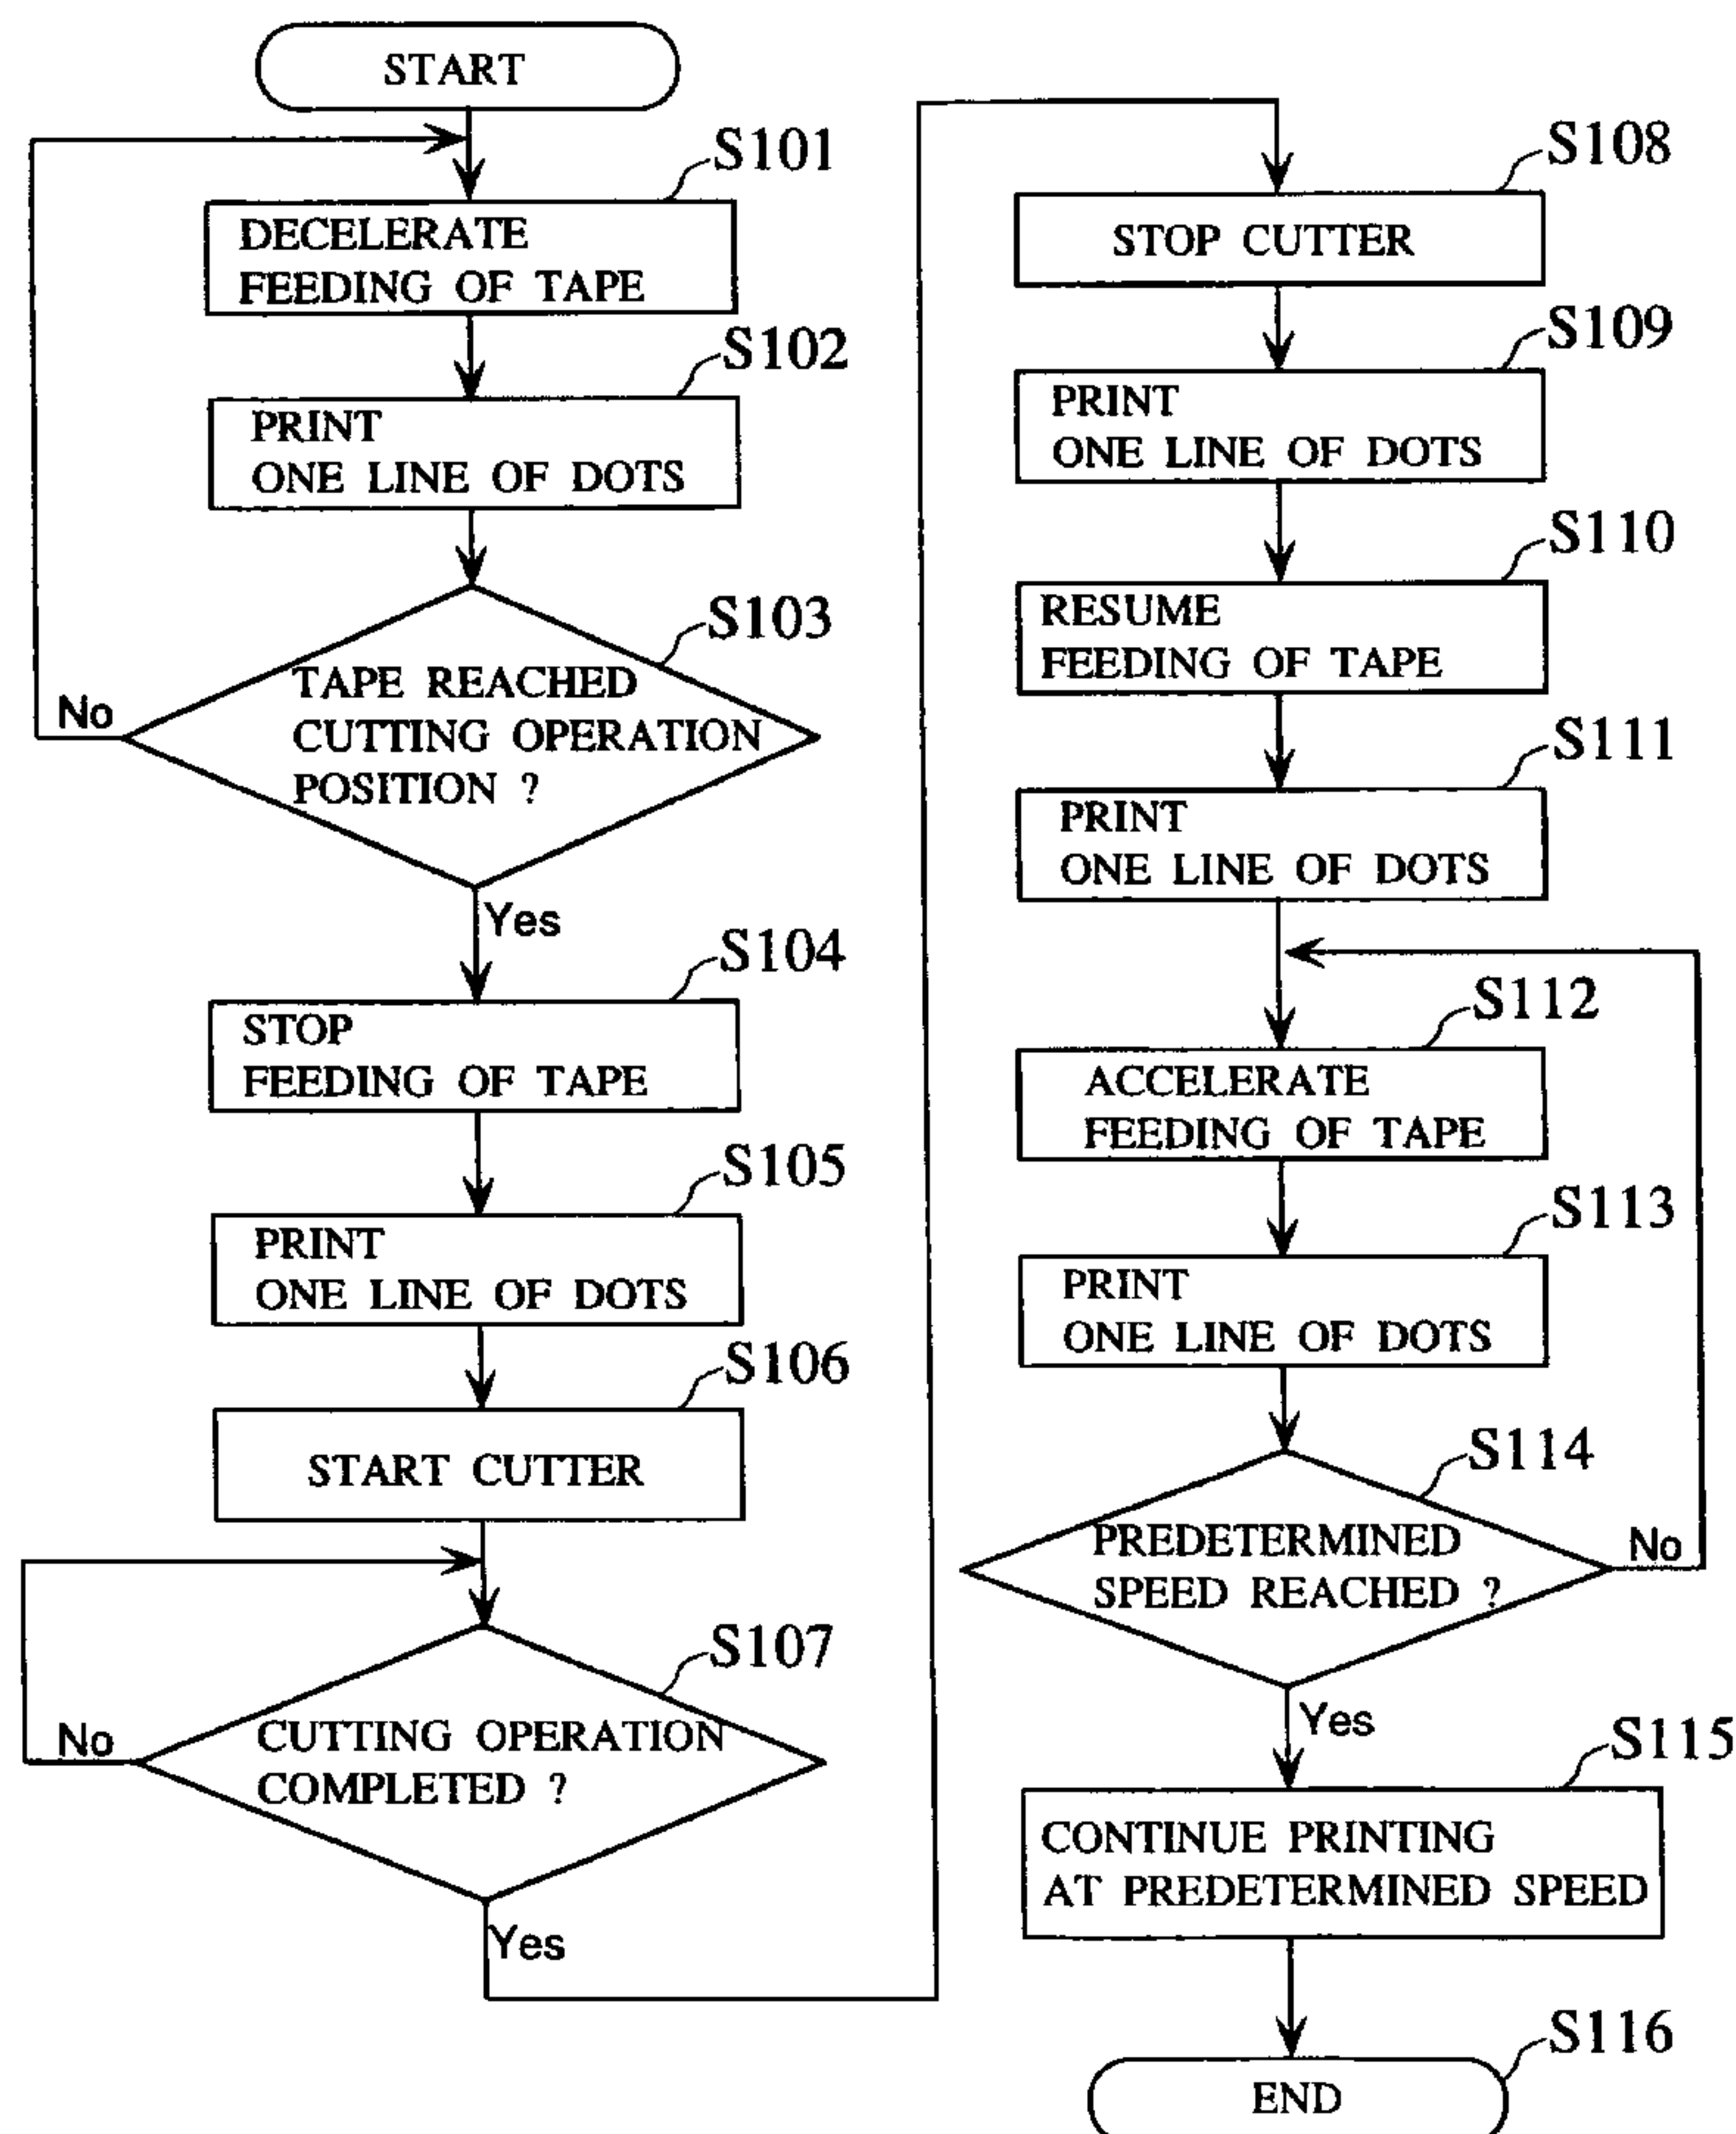 START
S101
DECELERATE
FEEDING OF TAPE
S102
PRINT
ONE LINE OF DOTS
S103
TAPE REACHED
CUTTING OPERATION
POSITION ?
No
Yes
S104
STOP
FEEDING OF TAPE
S105
PRINT
ONE LINE OF DOTS
S106
START CUTTER
S107
CUTTING OPERATION
COMPLETED ?
No
Yes
S108
STOP CUTTER
S109
PRINT
ONE LINE OF DOTS
S110
RESUME
FEEDING OF TAPE
S111
PRINT
ONE LINE OF DOTS
S112
ACCELERATE
FEEDING OF TAPE
S113
PRINT
ONE LINE OF DOTS
S114
PREDETERMINED
SPEED REACHED ?
No
Yes
S115
CONTINUE PRINTING
AT PREDETERMINED SPEED
S116
END